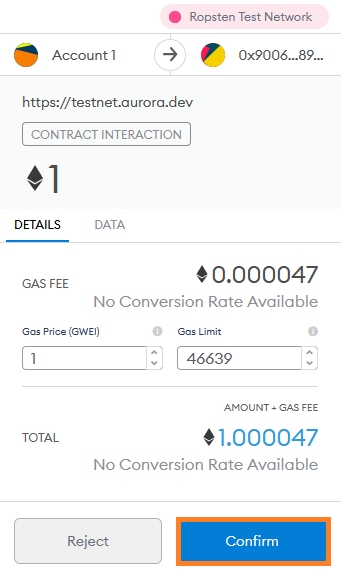 Ropsten Test Network
Account 1
0x9006...89...
https://testnet.aurora.dev
CONTRACT INTERACTION
1
DETAILS
DATA
GAS FEE
0.000047
No Conversion Rate Available
Gas Price (GWEI)
Gas Limit
1
46639
AMOUNT + GAS FEE
TOTAL
1.000047
No Conversion Rate Available
Reject
Confirm